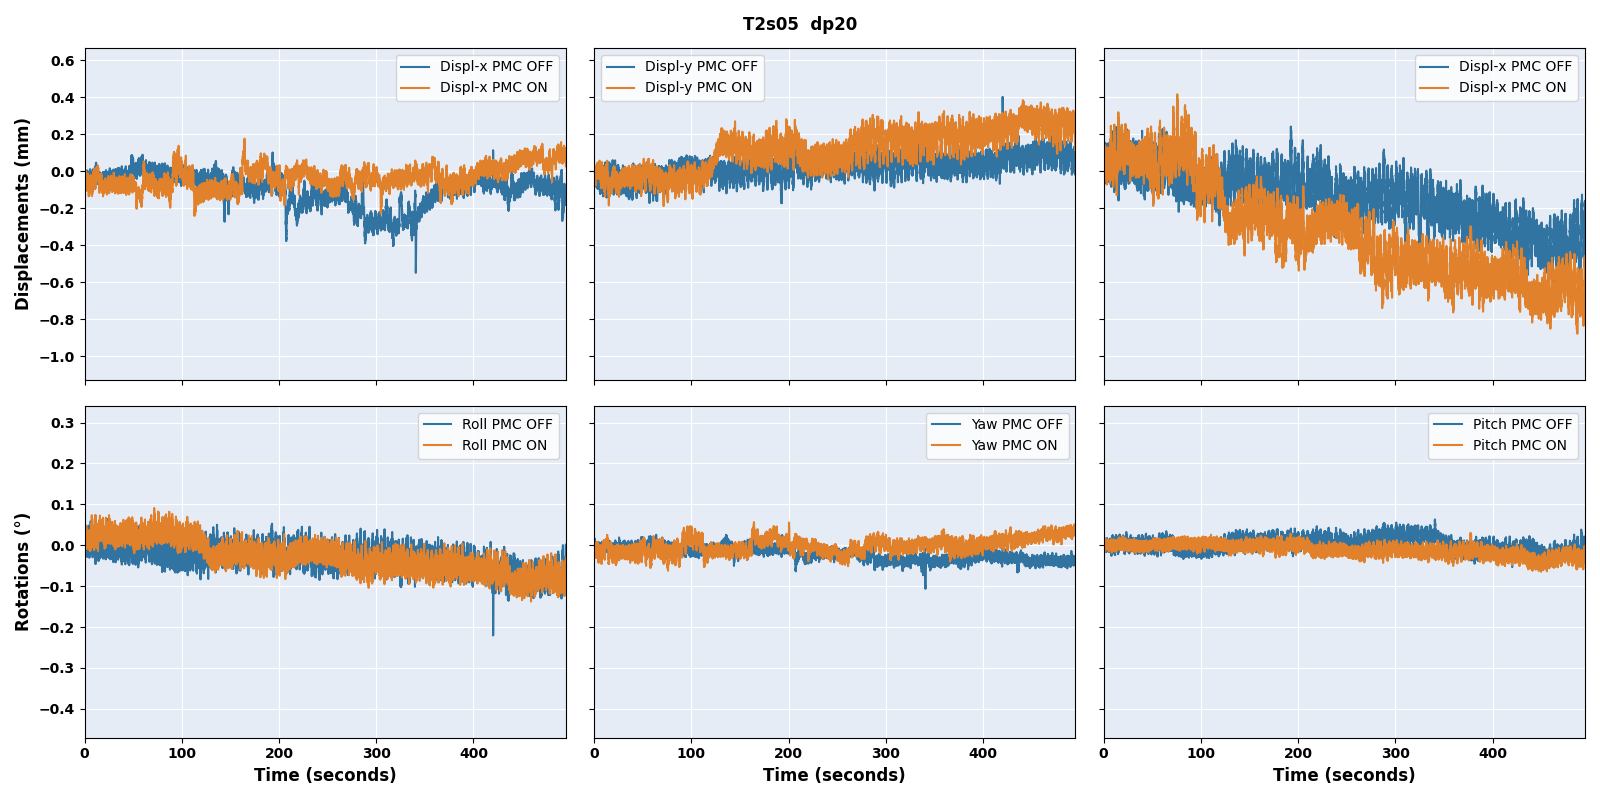 T2s05  dp20
Displacements (mm)
0.6
0.4
0.2
0.0
−0.2
−0.4
−0.6
−0.8
−1.0
Displ-x PMC OFF
Displ-x PMC ON
Displ-y PMC OFF
Displ-y PMC ON
Displ-x PMC OFF
Displ-x PMC ON
Rotations (°)
0.3
0.2
0.1
0.0
−0.1
−0.2
−0.3
−0.4
Roll PMC OFF
Roll PMC ON
Yaw PMC OFF
Yaw PMC ON
Pitch PMC OFF
Pitch PMC ON
0 100 200 300 400
0 100 200 300 400
0 100 200 300 400
Time (seconds)
Time (seconds)
Time (seconds)